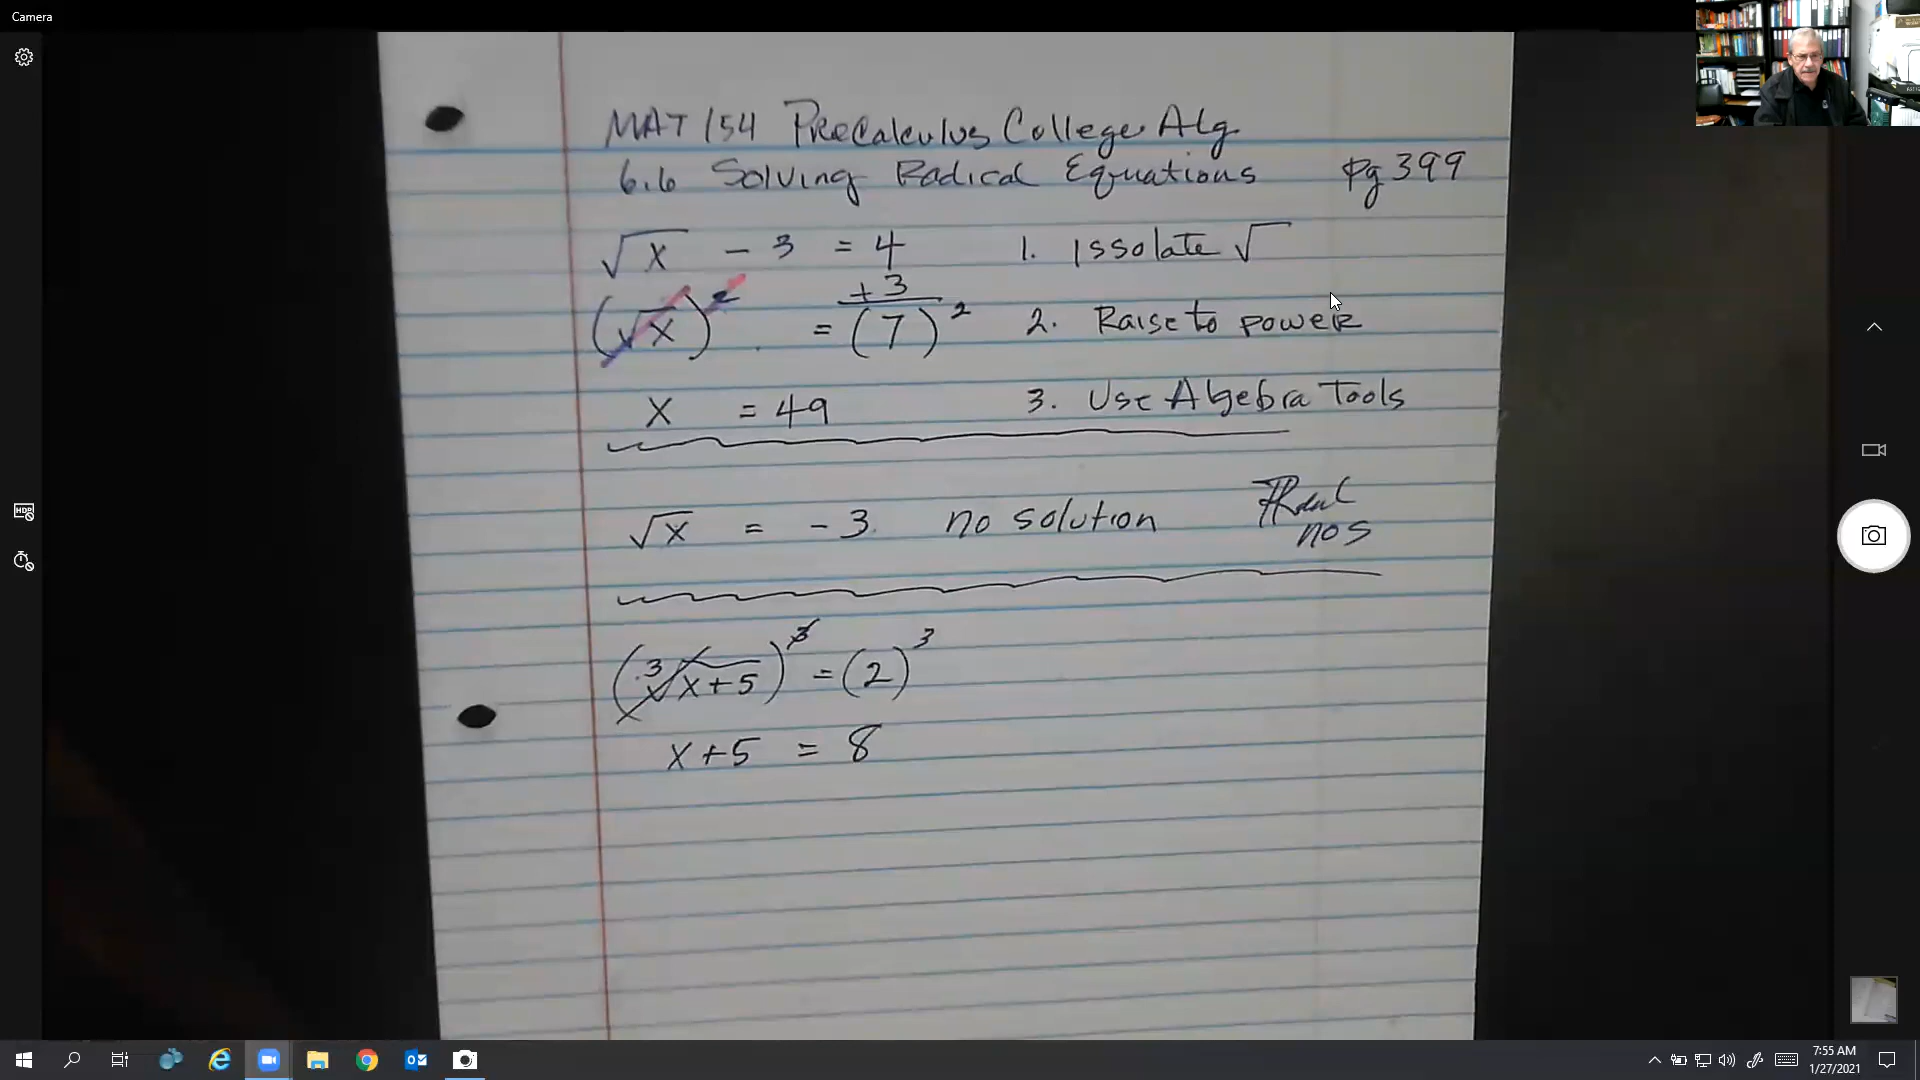 Camera
MAT 154 Precalculus College Alg
6.6 Solving Radical Equations pg 399
√x - 3 = 4 1. Issolate √
+3
(√x)² = (7)² 2. Raise to power
x = 49 3. Use Algebra Tools
√x = -3 no solution Real
nos
(³√x+5)³ = (2)³
x+5 = 8
7:55 AM
1/27/2021